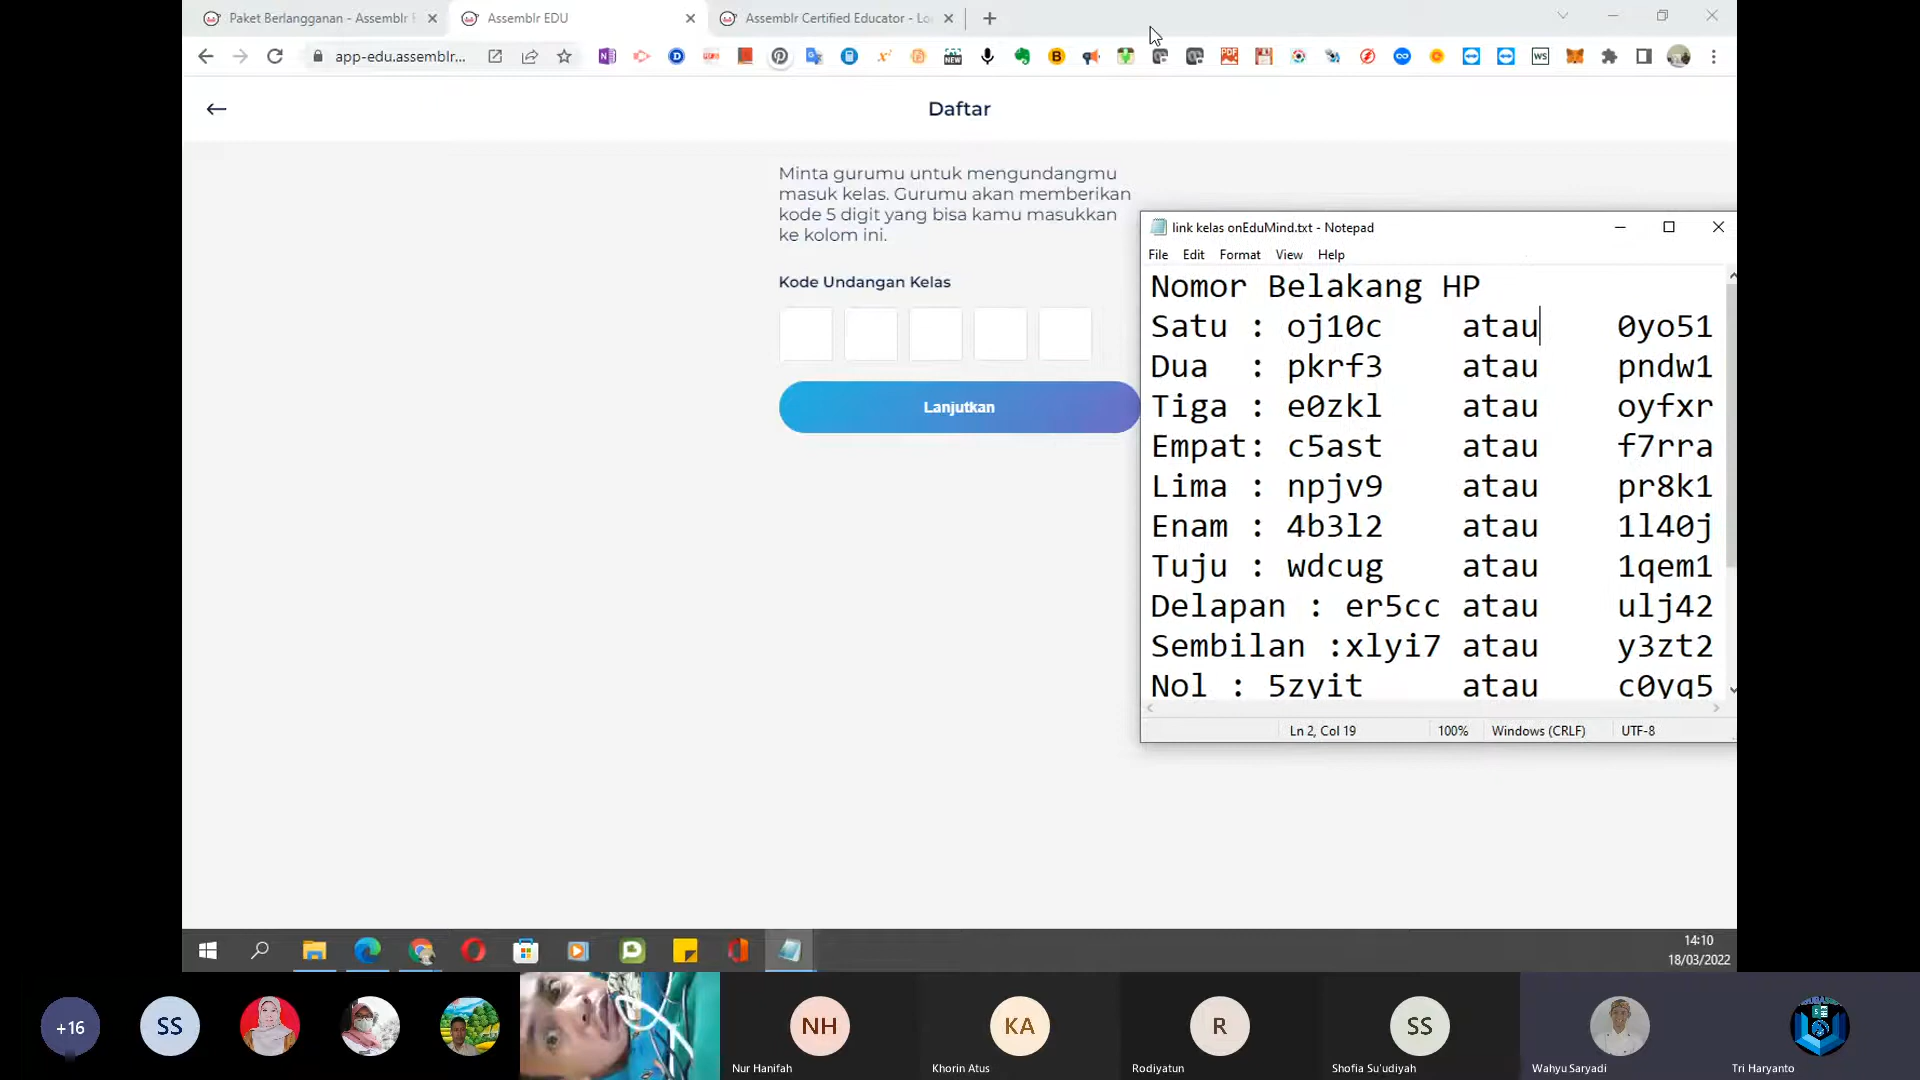 Paket Berlangganan - Assemblr E
Assemblr EDU
Assemblr Certified Educator - Lo
app-edu.assemblr...
Daftar
Minta gurumu untuk mengundangmu
masuk kelas. Gurumu akan memberikan
kode 5 digit yang bisa kamu masukkan
ke kolom ini.
Kode Undangan Kelas
Lanjutkan
link kelas onEduMind.txt - Notepad
File Edit Format View Help
Nomor Belakang HP
Satu : oj10c atau 0yo51
Dua : pkrf3 atau pndw1
Tiga : e0zkl atau oyfxr
Empat: c5ast atau f7rra
Lima : npjv9 atau pr8k1
Enam : 4b3l2 atau 1l40j
Tuju : wdcug atau 1qem1
Delapan : er5cc atau ulj42
Sembilan :xlyi7 atau y3zt2
Nol : 5zyit atau c0yq5
Ln 2, Col 19 100% Windows (CRLF) UTF-8
14:10
18/03/2022
+16
SS
NH
KA
R
SS
Nur Hanifah
Khorin Atus
Rodiyatun
Shofia Su'udiyah
Wahyu Saryadi
Tri Haryanto